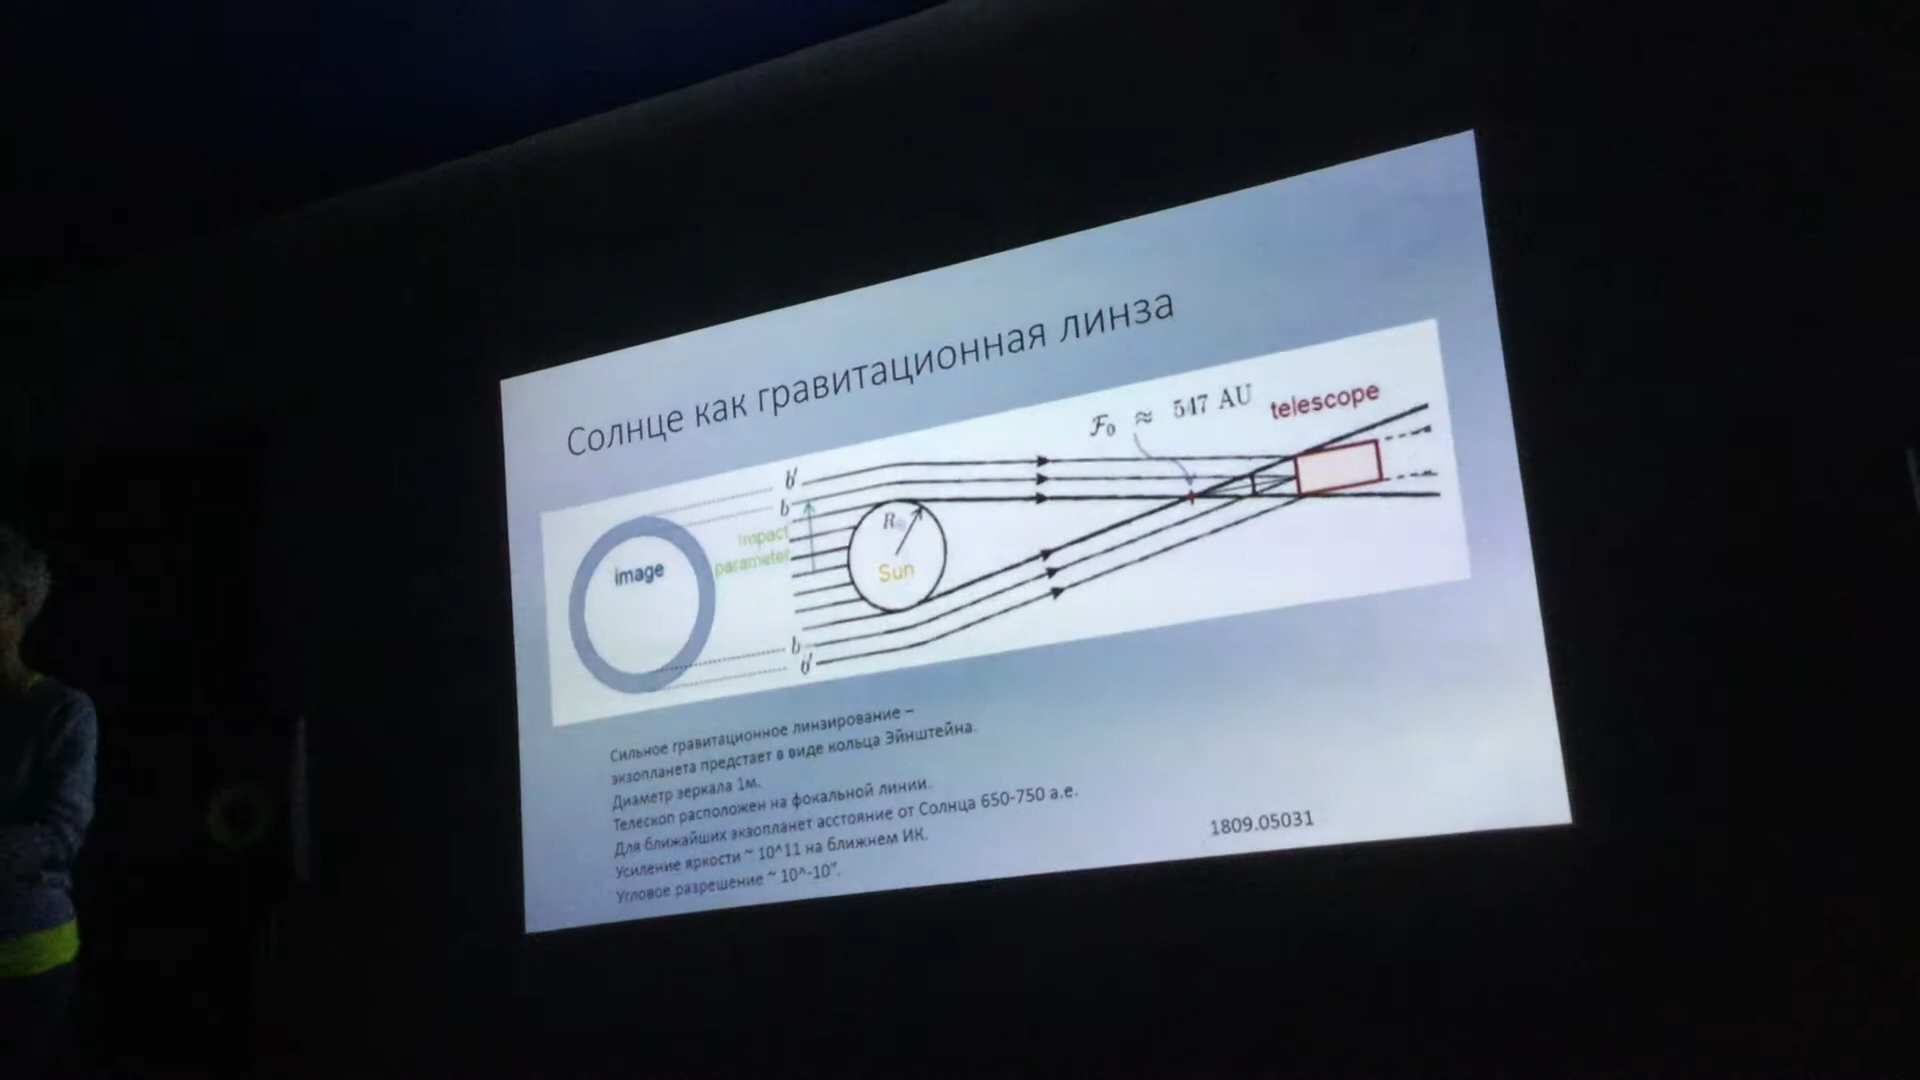 Солнце как гравитационная линза
F₀ ≈ 547 AU
telescope
b'
b
impact
parameter
R
Sun
image
b
b'
Сильное гравитационное линзирование –
экзопланета предстает в виде кольца Эйнштейна.
Диаметр зеркала 1м.
Телескоп расположен на фокальной линии.
Для ближайших экзопланет асстояние от Солнца 650-750 а.е.
Усиление яркости ~ 10^11 на ближнем ИК.
Угловое разрешение ~ 10^-10".
1809.05031